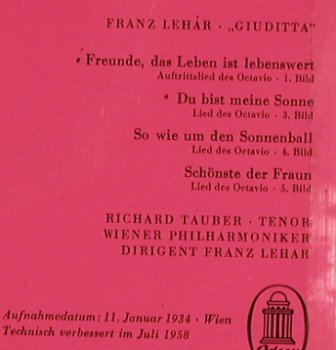 FRANZ LEHÁR · „GIUDITTA"
• Freunde, das Leben ist lebenswert
Auftrittslied des Octavio · 1. Bild
• Du bist meine Sonne
Lied des Octavio · 3. Bild
So wie um den Sonnenball
Lied des Octavio · 4. Bild
Schönste der Fraun
Lied des Octavio · 5. Bild
RICHARD TAUBER · TENOR
WIENER PHILHARMONIKER
DIRIGENT FRANZ LEHAR
Aufnahmedatum: 11. Januar 1934 · Wien
Technisch verbessert im Juli 1958
Odeon